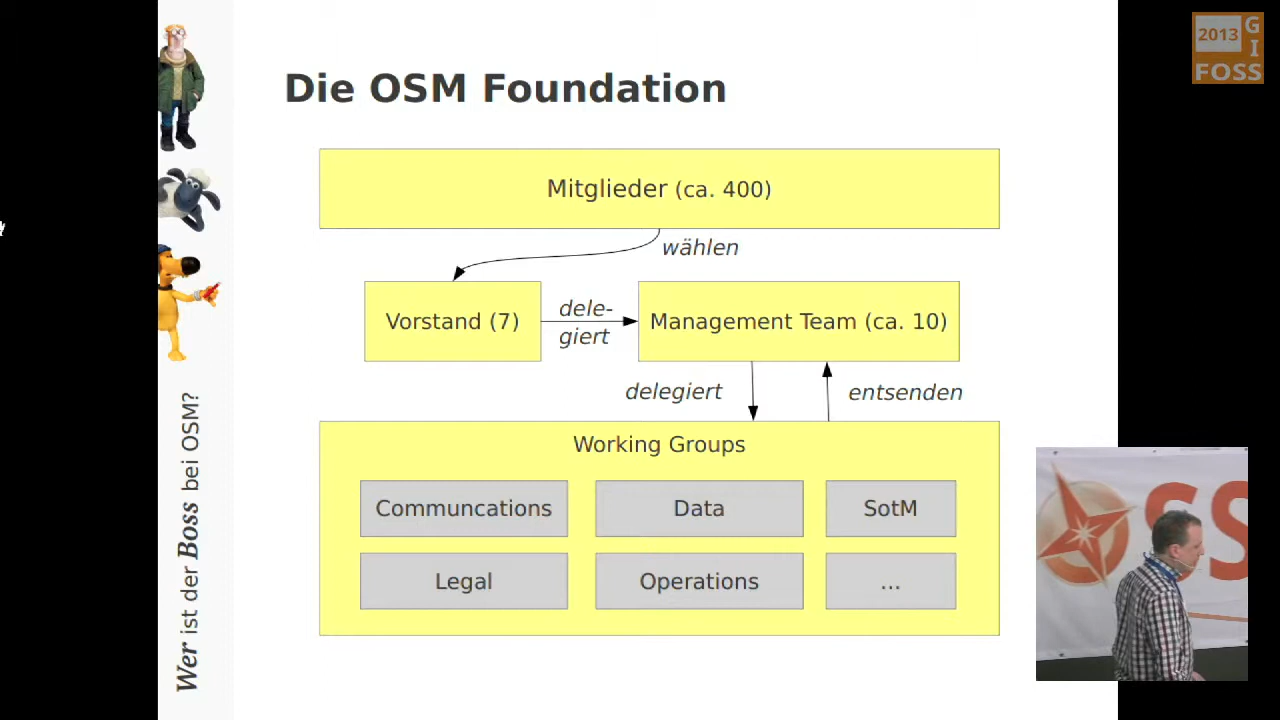 Die OSM Foundation
Mitglieder (ca. 400)
wählen
Vorstand (7)
dele-
giert
Management Team (ca. 10)
delegiert
entsenden
Working Groups
Communcations
Data
SotM
Legal
Operations
...
Wer ist der Boss bei OSM?
2013
G
I
FOSS
OSS